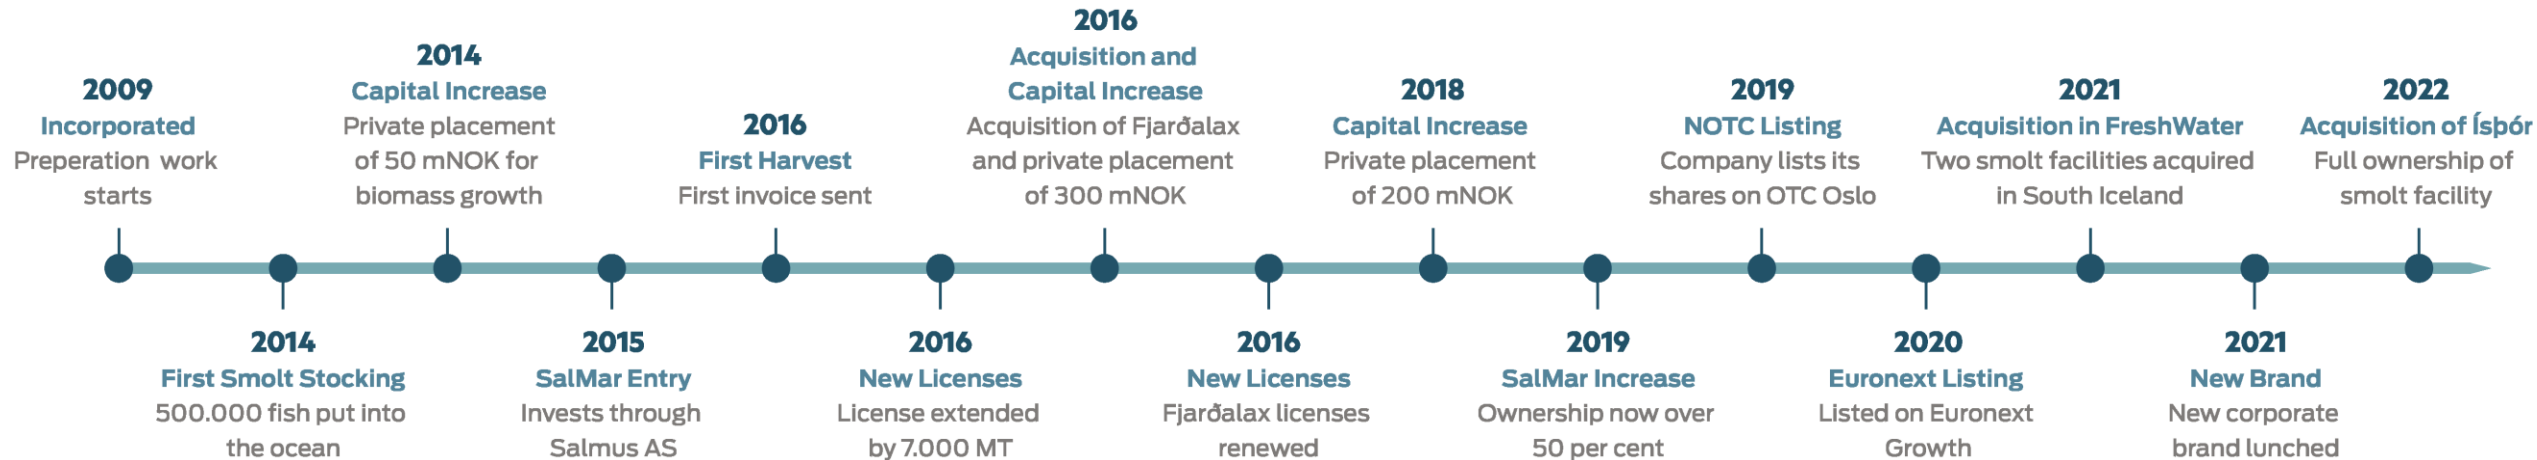 2009
Incorporated
Preperation work
starts
2014
First Smolt Stocking
500.000 fish put into
the ocean
2014
Capital Increase
Private placement
of 50 mNOK for
biomass growth
2015
SalMar Entry
Invests through
Salmus AS
2016
First Harvest
First invoice sent
2016
New Licenses
License extended
by 7.000 MT
2016
Acquisition and
Capital Increase
Acquisition of Fjarðalax
and private placement
of 300 mNOK
2016
New Licenses
Fjarðalax licenses
renewed
2018
Capital Increase
Private placement
of 200 mNOK
2019
SalMar Increase
Ownership now over
50 per cent
2019
NOTC Listing
Company lists its
shares on OTC Oslo
2020
Euronext Listing
Listed on Euronext
Growth
2021
Acquisition in FreshWater
Two smolt facilities acquired
in South Iceland
2021
New Brand
New corporate
brand lunched
2022
Acquisition of Ísþór
Full ownership of
smolt facility